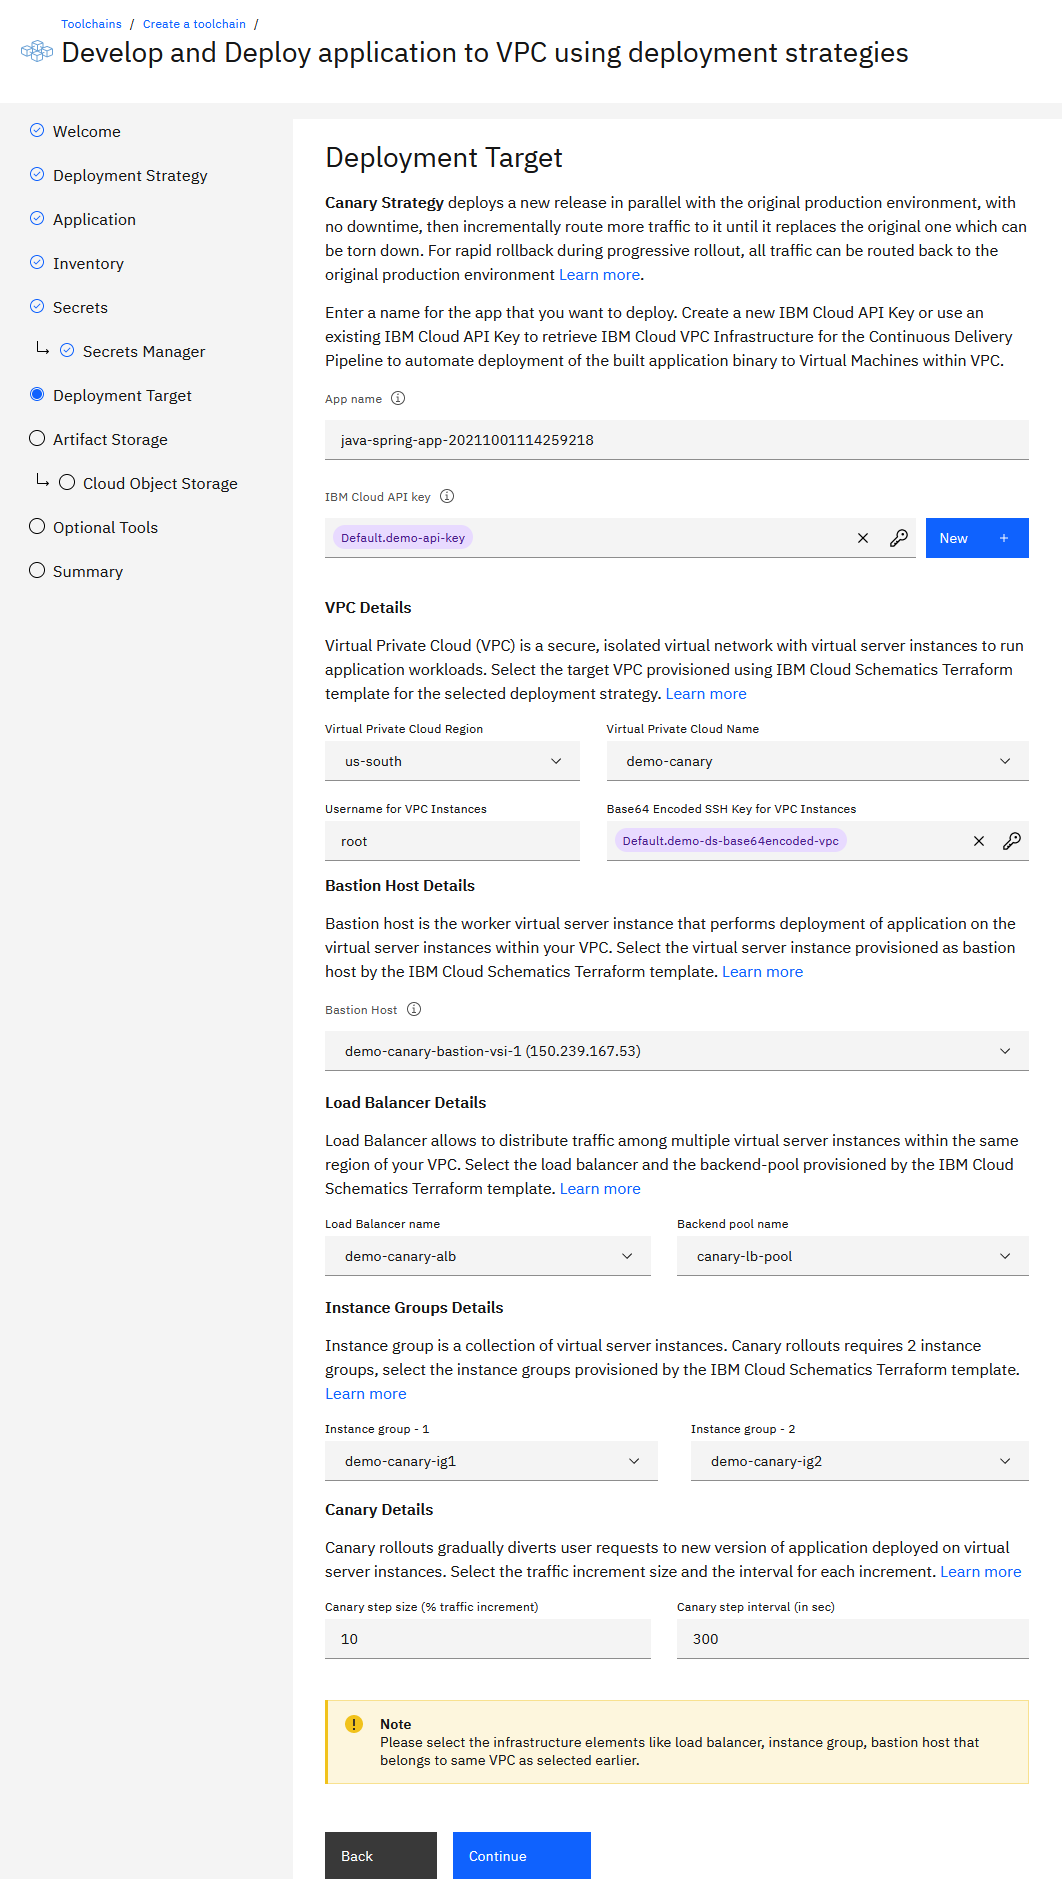 Toolchains / Create a toolchain /
Develop and Deploy application to VPC using deployment strategies
Welcome
Deployment Strategy
Application
Inventory
Secrets
Secrets Manager
Deployment Target
Artifact Storage
Cloud Object Storage
Optional Tools
Summary
Deployment Target
Canary Strategy deploys a new release in parallel with the original production environment, with
no downtime, then incrementally route more traffic to it until it replaces the original one which can
be torn down. For rapid rollback during progressive rollout, all traffic can be routed back to the
original production environment Learn more.
Enter a name for the app that you want to deploy. Create a new IBM Cloud API Key or use an
existing IBM Cloud API Key to retrieve IBM Cloud VPC Infrastructure for the Continuous Delivery
Pipeline to automate deployment of the built application binary to Virtual Machines within VPC.
App name
java-spring-app-20211001114259218
IBM Cloud API key
Default.demo-api-key
New +
VPC Details
Virtual Private Cloud (VPC) is a secure, isolated virtual network with virtual server instances to run
application workloads. Select the target VPC provisioned using IBM Cloud Schematics Terraform
template for the selected deployment strategy. Learn more
Virtual Private Cloud Region Virtual Private Cloud Name
us-south demo-canary
Username for VPC Instances Base64 Encoded SSH Key for VPC Instances
root Default.demo-ds-base64encoded-vpc
Bastion Host Details
Bastion host is the worker virtual server instance that performs deployment of application on the
virtual server instances within your VPC. Select the virtual server instance provisioned as bastion
host by the IBM Cloud Schematics Terraform template. Learn more
Bastion Host
demo-canary-bastion-vsi-1 (150.239.167.53)
Load Balancer Details
Load Balancer allows to distribute traffic among multiple virtual server instances within the same
region of your VPC. Select the load balancer and the backend-pool provisioned by the IBM Cloud
Schematics Terraform template. Learn more
Load Balancer name Backend pool name
demo-canary-alb canary-lb-pool
Instance Groups Details
Instance group is a collection of virtual server instances. Canary rollouts requires 2 instance
groups, select the instance groups provisioned by the IBM Cloud Schematics Terraform template.
Learn more
Instance group - 1 Instance group - 2
demo-canary-ig1 demo-canary-ig2
Canary Details
Canary rollouts gradually diverts user requests to new version of application deployed on virtual
server instances. Select the traffic increment size and the interval for each increment. Learn more
Canary step size (% traffic increment) Canary step interval (in sec)
10 300
Note
Please select the infrastructure elements like load balancer, instance group, bastion host that
belongs to same VPC as selected earlier.
Back Continue